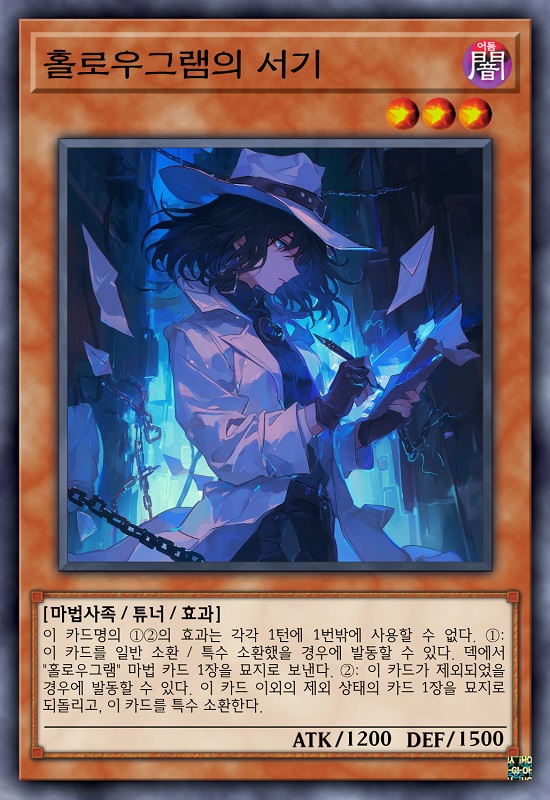 홀로우그램의 서기
어둠
闇
[마법사족 / 튜너 / 효과]
이 카드명의 ①②의 효과는 각각 1턴에 1번밖에 사용할 수 없다. ①:
이 카드를 일반 소환 / 특수 소환했을 경우에 발동할 수 있다. 덱에서
"홀로우그램" 마법 카드 1장을 묘지로 보낸다. ②: 이 카드가 제외되었을
경우에 발동할 수 있다. 이 카드 이외의 제외 상태의 카드 1장을 묘지로
되돌리고, 이 카드를 특수 소환한다.
ATK/1200 DEF/1500